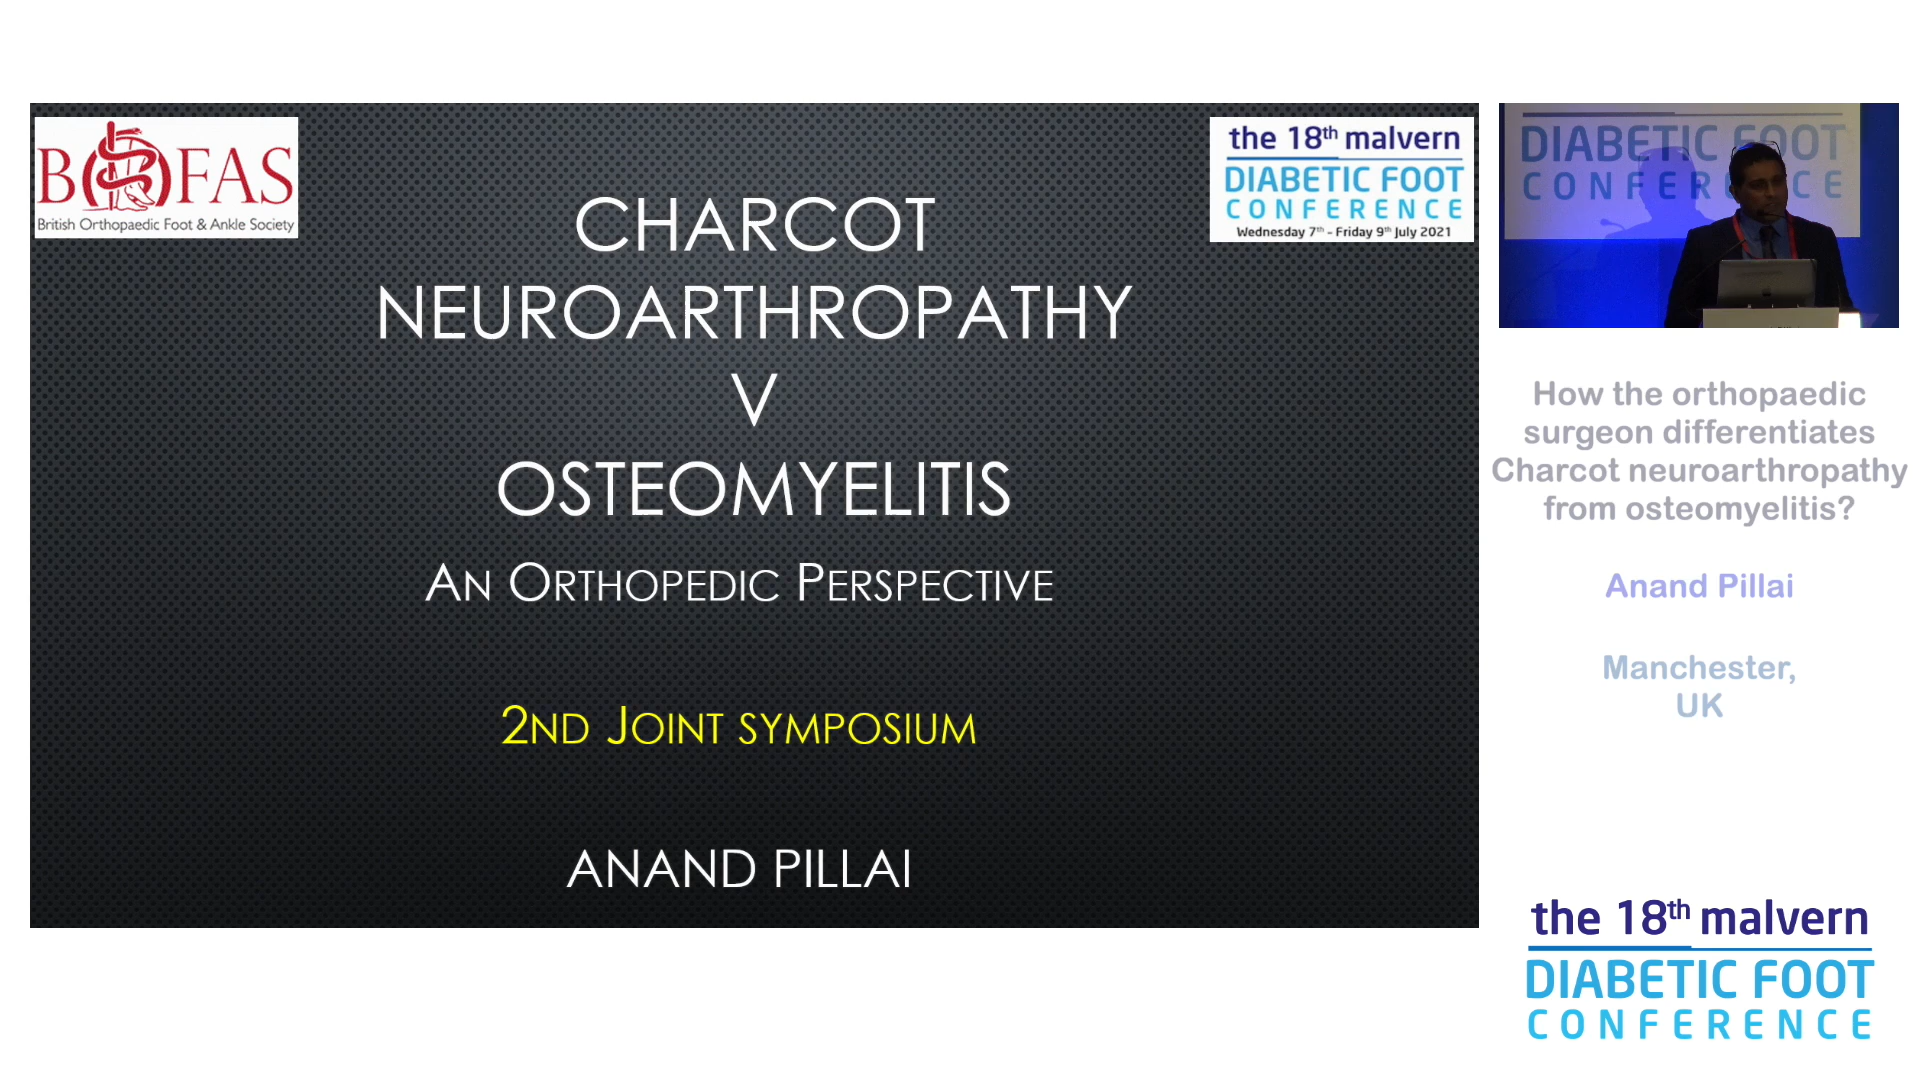 BOFAS
British Orthopaedic Foot & Ankle Society
the 18th malvern
DIABETIC FOOT
CONFERENCE
Wednesday 7th - Friday 9th July 2021
CHARCOT
NEUROARTHROPATHY
V
OSTEOMYELITIS
AN ORTHOPEDIC PERSPECTIVE
2ND JOINT SYMPOSIUM
ANAND PILLAI
DIABETIC FOOT
How the orthopaedic
surgeon differentiates
Charcot neuroarthropathy
from osteomyelitis?
Anand Pillai
Manchester,
UK
the 18th malvern
DIABETIC FOOT
CONFERENCE